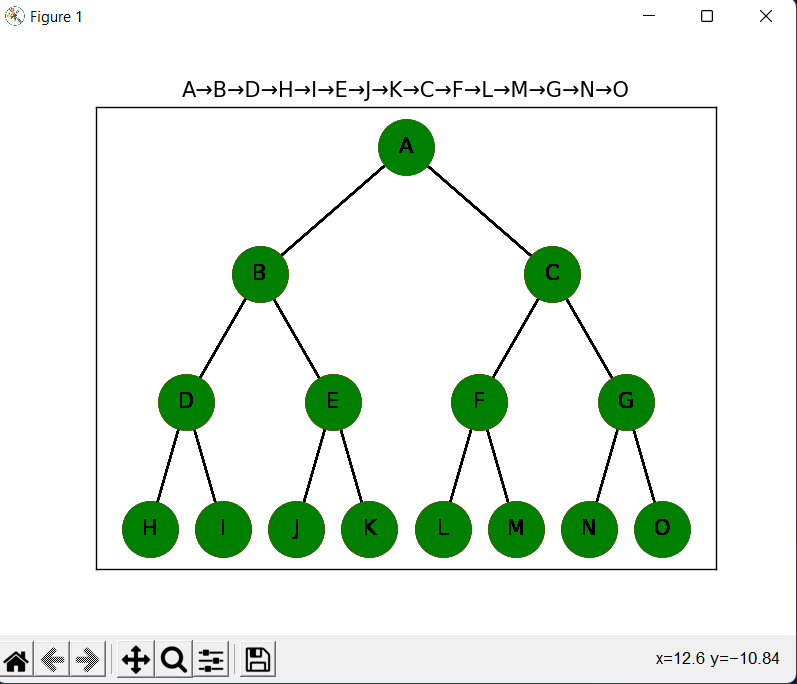 Figure 1
A→B→D→H→I→E→J→K→C→F→L→M→G→N→O
A
B C
D E F G
H I J K L M N O
x=12.6 y=−10.84